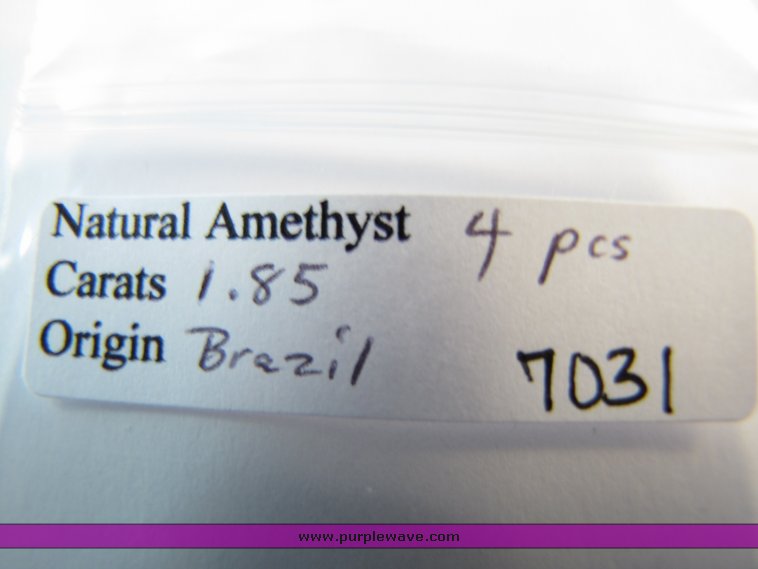 Natural Amethyst 4 pcs
Carats 1.85
Origin Brazil 7031
www.purplewave.com